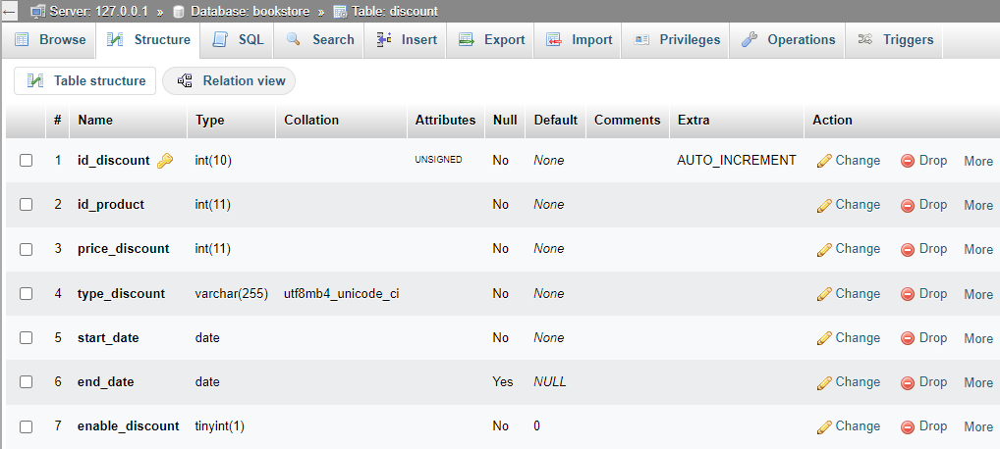 ← Server: 127.0.0.1 » Database: bookstore » Table: discount
Browse Structure SQL Search Insert Export Import Privileges Operations Triggers
Table structure Relation view
# Name Type Collation Attributes Null Default Comments Extra Action
1 id_discount int(10) UNSIGNED No None AUTO_INCREMENT Change Drop More
2 id_product int(11) No None Change Drop More
3 price_discount int(11) No None Change Drop More
4 type_discount varchar(255) utf8mb4_unicode_ci No None Change Drop More
5 start_date date No None Change Drop More
6 end_date date Yes NULL Change Drop More
7 enable_discount tinyint(1) No 0 Change Drop More